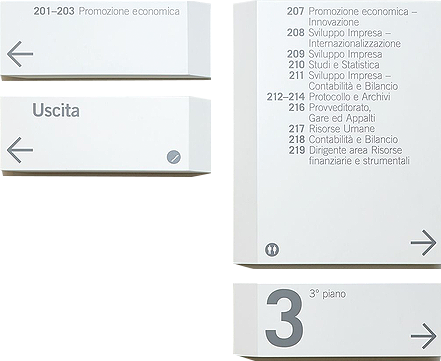 201–203 Promozione economica
Uscita
207 Promozione economica –
Innovazione
208 Sviluppo Impresa –
Internazionalizzazione
209 Sviluppo Impresa
210 Studi e Statistica
211 Sviluppo Impresa –
Contabilità e Bilancio
212–214 Protocollo e Archivi
216 Provveditorato,
Gare ed Appalti
217 Risorse Umane
218 Contabilità e Bilancio
219 Dirigente area Risorse
finanziarie e strumentali
3 3° piano